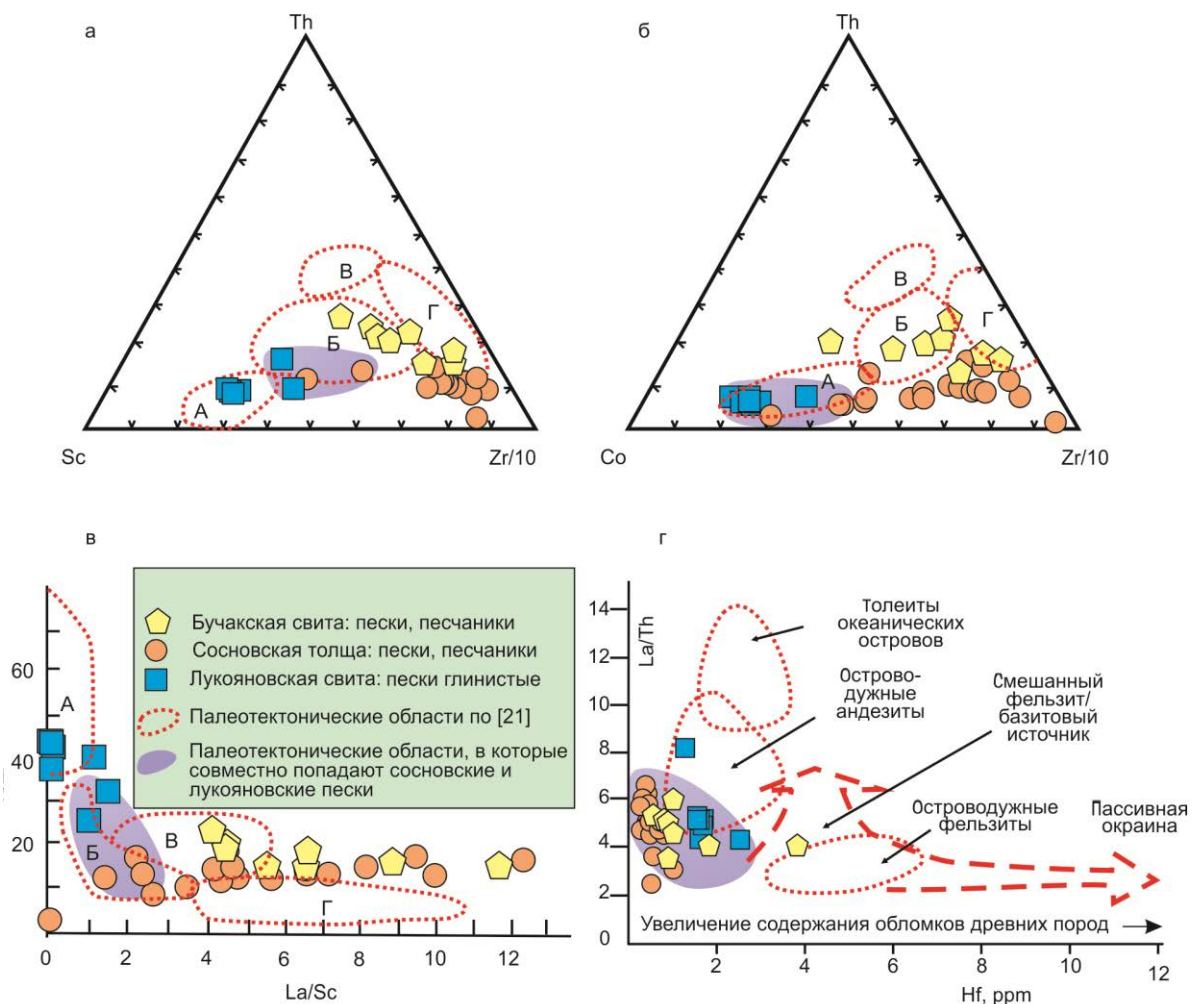 а
Th
В
Г
Б
А
Sc
Zr/10
б
Th
В
Б
Г
А
Co
Zr/10
в
60
40
20
А
Б
В
Г
0
2
4
6
8
10
12
La/Sc
Бучакская свита: пески, песчаники
Сосновская толща: пески, песчаники
Лукояновская свита: пески глинистые
Палеотектонические области по [21]
Палеотектонические области, в которые
совместно попадают сосновские и
лукояновские пески
г
La/Th
14
12
10
8
6
4
2
0
Толеиты
океанических
островов
Острово-
дужные
андезиты
Смешанный
фельзит/
базитовый
источник
Островодужные
фельзиты
Пассивная
окраина
Увеличение содержания обломков древних пород
2
4
6
8
10
12
Hf, ppm